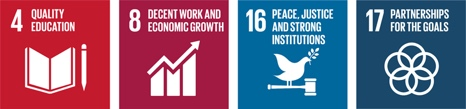 4 QUALITY
EDUCATION
8 DECENT WORK AND
ECONOMIC GROWTH
16 PEACE, JUSTICE
AND STRONG
INSTITUTIONS
17 PARTNERSHIPS
FOR THE GOALS